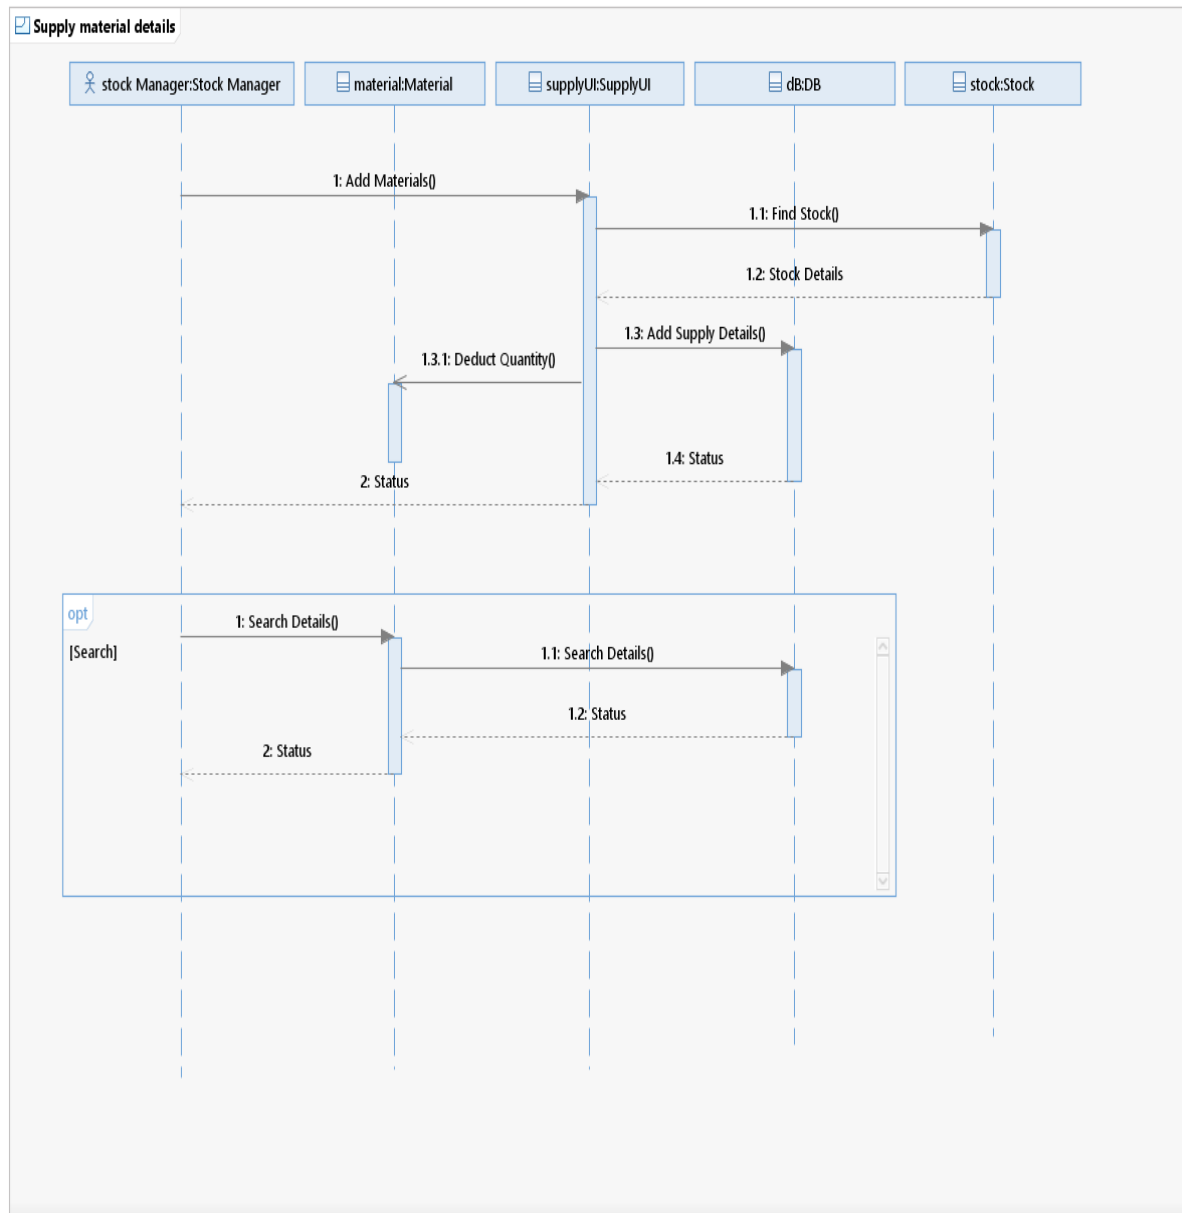 Supply material details
stock Manager:Stock Manager
material:Material
supplyUI:SupplyUI
dB:DB
stock:Stock
1: Add Materials()
1.1: Find Stock()
1.2: Stock Details
1.3: Add Supply Details()
1.3.1: Deduct Quantity()
1.4: Status
2: Status
opt
1: Search Details()
[Search]
1.1: Search Details()
1.2: Status
2: Status